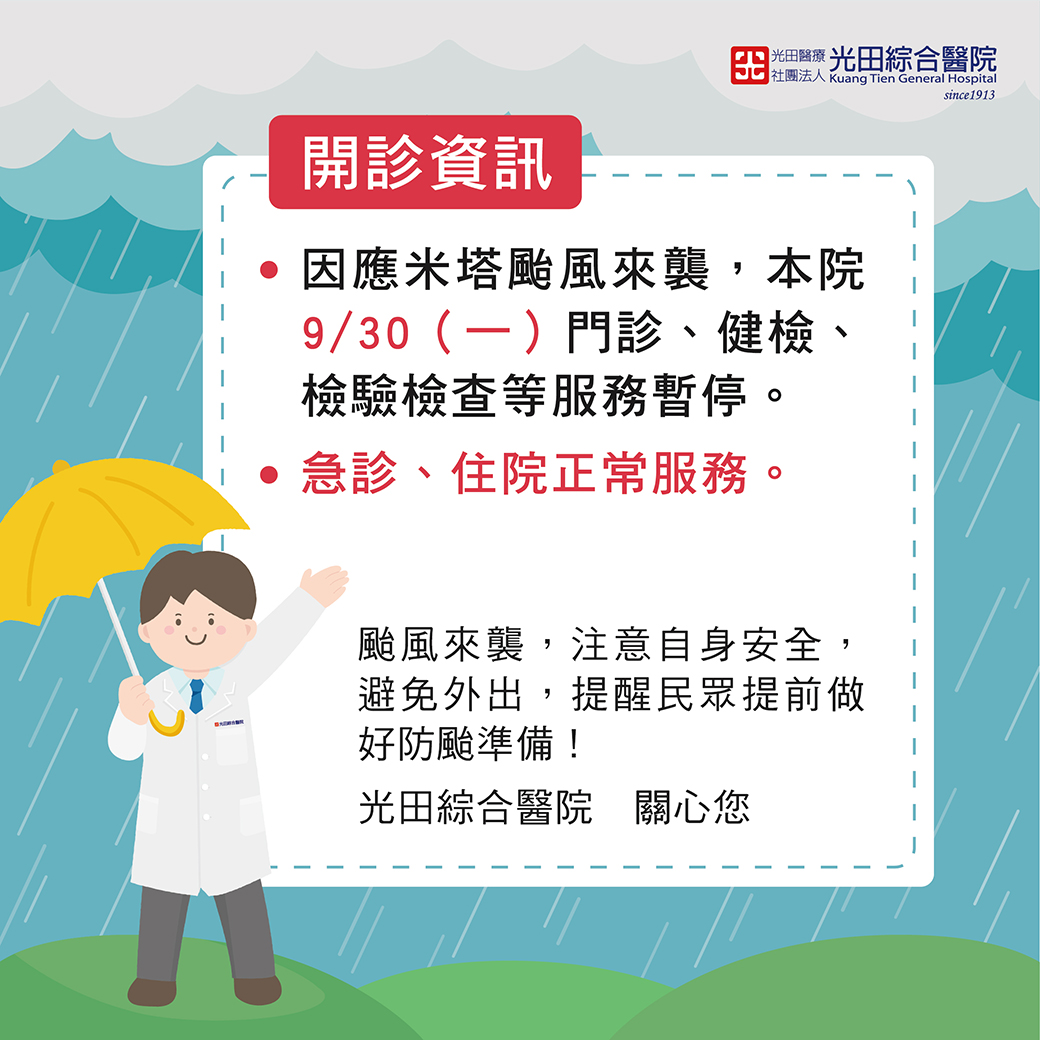 光田醫療 社團法人 光田綜合醫院
Kuang Tien General Hospital
since1913
開診資訊
• 因應米塔颱風來襲，本院
9/30（一）門診、健檢、
檢驗檢查等服務暫停。
• 急診、住院正常服務。
颱風來襲，注意自身安全，
避免外出，提醒民眾提前做
好防颱準備！
光田綜合醫院　關心您
光田綜合醫院